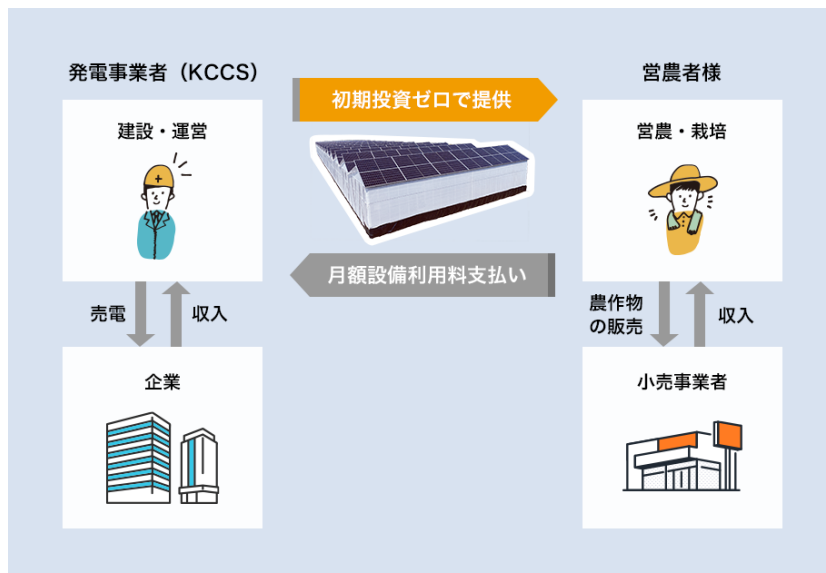 発電事業者（KCCS）
建設・運営
初期投資ゼロで提供
月額設備利用料支払い
営農者様
営農・栽培
売電
収入
企業
農作物
の販売
収入
小売事業者